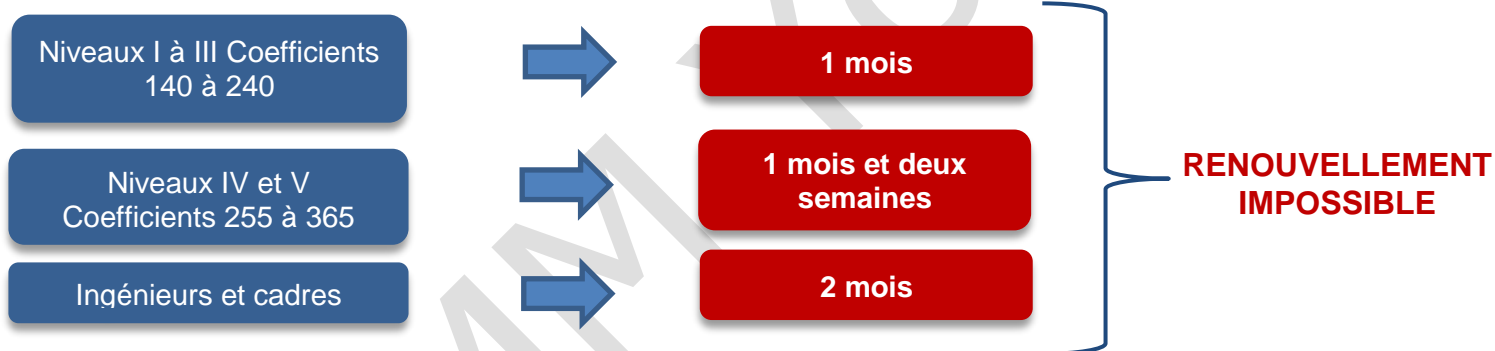 Niveaux I à III Coefficients
140 à 240
1 mois
Niveaux IV et V
Coefficients 255 à 365
1 mois et deux
semaines
Ingénieurs et cadres
2 mois
RENOUVELLEMENT
IMPOSSIBLE